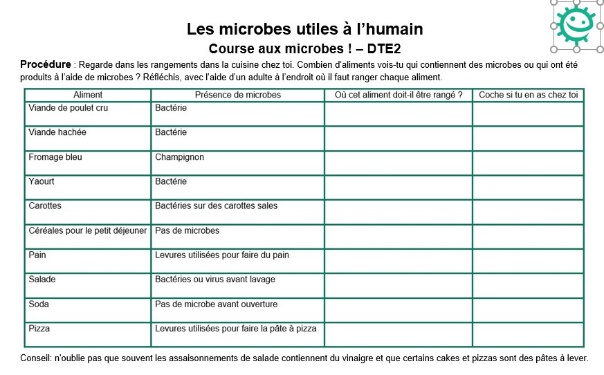 Les microbes utiles à l'humain
Course aux microbes ! – DTE2
Procédure : Regarde dans les rangements dans la cuisine chez toi. Combien d'aliments vois-tu qui contiennent des microbes ou qui ont été
produits à l'aide de microbes ? Réfléchis, avec l'aide d'un adulte à l'endroit où il faut ranger chaque aliment.
Aliment Présence de microbes Où cet aliment doit-il être rangé ? Coche si tu en as chez toi
Viande de poulet cru Bactérie
Viande hachée Bactérie
Fromage bleu Champignon
Yaourt Bactérie
Carottes Bactéries sur des carottes sales
Céréales pour le petit déjeuner Pas de microbes
Pain Levures utilisées pour faire du pain
Salade Bactéries ou virus avant lavage
Soda Pas de microbe avant ouverture
Pizza Levures utilisées pour faire la pâte à pizza
Conseil: n'oublie pas que souvent les assaisonnements de salade contiennent du vinaigre et que certains cakes et pizzas sont des pâtes à lever.